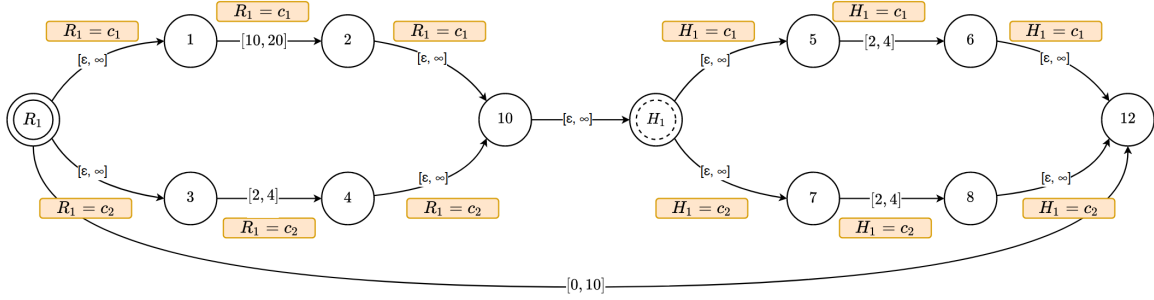 R₁ = c₁
H₁ = c₁
R₁ = c₁
R₁ = c₁
H₁ = c₁
H₁ = c₁
1
[10, 20]
2
5
[2, 4]
6
[ε, ∞]
[ε, ∞]
[ε, ∞]
[ε, ∞]
R₁
10
[ε, ∞]
H₁
12
[ε, ∞]
[ε, ∞]
[ε, ∞]
[ε, ∞]
3
[2, 4]
4
7
[2, 4]
8
R₁ = c₂
R₁ = c₂
H₁ = c₂
H₁ = c₂
R₁ = c₂
H₁ = c₂
[0, 10]